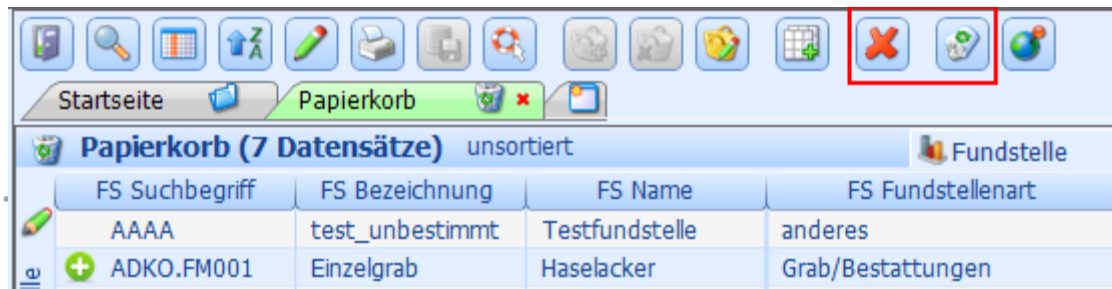 Startseite Papierkorb
Papierkorb (7 Datensätze) unsortiert Fundstelle
FS Suchbegriff FS Bezeichnung FS Name FS Fundstellenart
AAAA test_unbestimmt Testfundstelle anderes
ADKO.FM001 Einzelgrab Haselacker Grab/Bestattungen